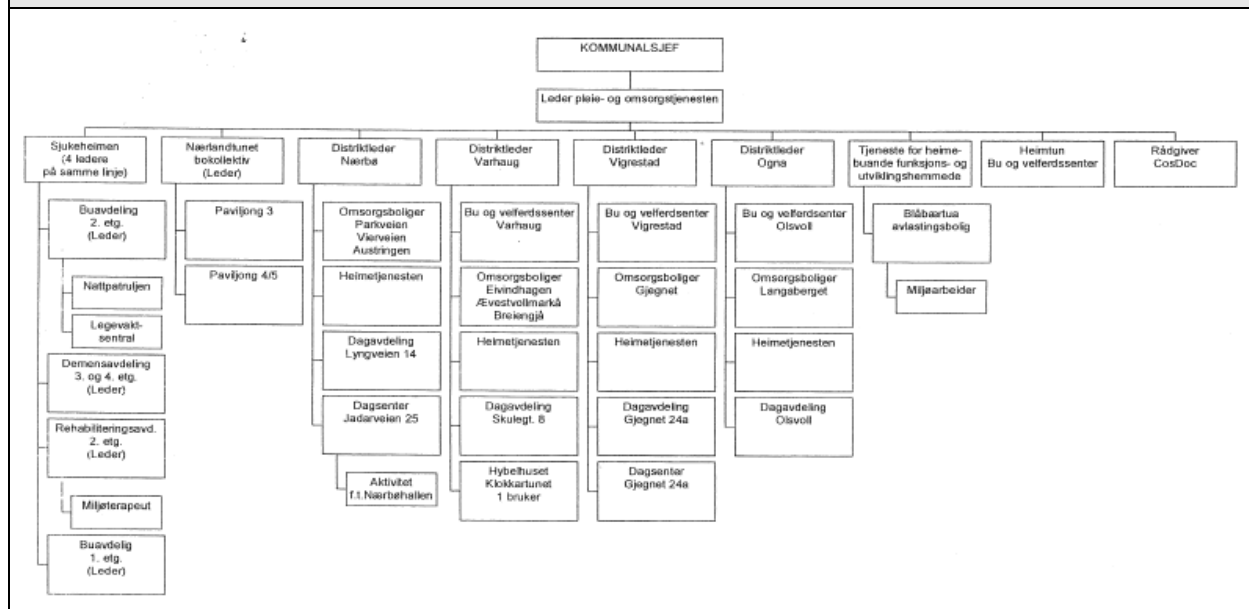 KOMMUNALSJEF
Leder pleie- og omsorgstjenesten
Sjukeheimen
(4 ledere
på samme linje)
Buavdeling
2. etg.
(Leder)
Nattpatruljen
Legevakt-
sentral
Demensavdeling
3. og 4. etg.
(Leder)
Rehabiliteringsavd.
2. etg.
(Leder)
Miljøterapeut
Buavdelig
1. etg.
(Leder)
Nærlandtunet
bokollektiv
(Leder)
Paviljong 3
Paviljong 4/5
Distriktleder
Nærbø
Omsorgsboliger
Parkveien
Vierveien
Austringen
Heimetjenesten
Dagavdeling
Lyngveien 14
Dagsenter
Jadarveien 25
Aktivitet
f.t.Nærbøhallen
Distriktleder
Varhaug
Bu og velferdssenter
Varhaug
Omsorgsboliger
Eivindhagen
Ævestvollmarkå
Breiengjå
Heimetjenesten
Dagavdeling
Skulegt. 8
Hybelhuset
Klokkartunet
1 bruker
Distriktleder
Vigrestad
Bu og velferdsenter
Vigrestad
Omsorgsboliger
Gjegnet
Heimetjenesten
Dagavdeling
Gjegnet 24a
Dagsenter
Gjegnet 24a
Distriktleder
Ogna
Bu og velferdsenter
Olsvoll
Omsorgsboliger
Langaberget
Heimetjenesten
Dagavdeling
Olsvoll
Tjeneste for heime-
buande funksjons- og
utviklingshemmede
Blåbærtua
avlastingsbolig
Miljøarbeider
Heimtun
Bu og velferdssenter
Rådgiver
CosDoc